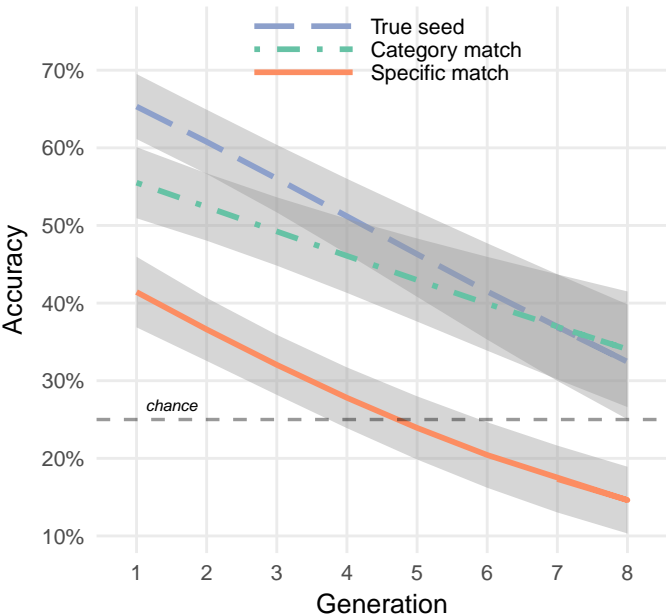 True seed
Category match
Specific match
70%
60%
50%
40%
30%
20%
10%
chance
Accuracy
1 2 3 4 5 6 7 8
Generation